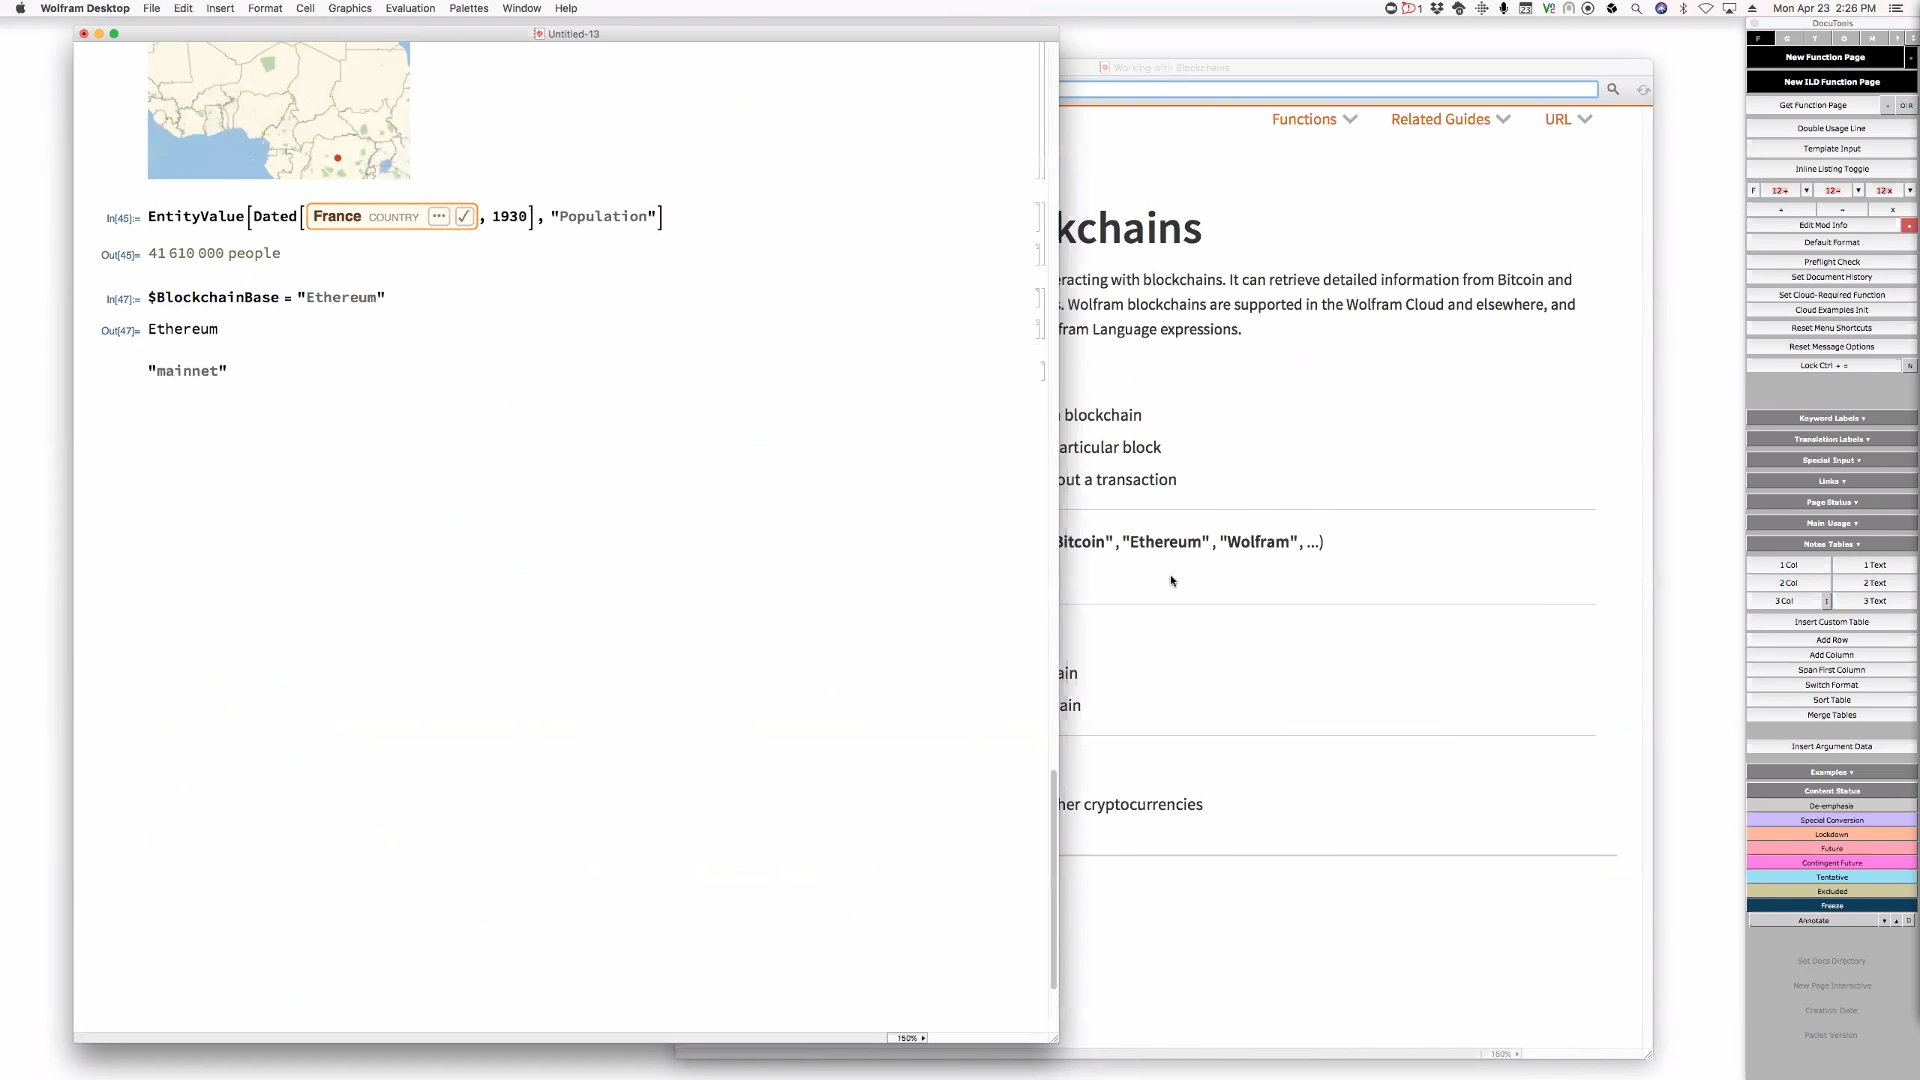 Wolfram Desktop File Edit Insert Format Cell Graphics Evaluation Palettes Window Help
1 Mon Apr 23 2:26 PM
Untitled-13
In[45]:= EntityValue[Dated[France COUNTRY ... ✓, 1930], "Population"]
Out[45]= 41 610 000 people
In[47]:= $BlockchainBase = "Ethereum"
Out[47]= Ethereum
"mainnet"
150%
Working with Blockchains
Functions Related Guides URL
kchains
eracting with blockchains. It can retrieve detailed information from Bitcoin and
s. Wolfram blockchains are supported in the Wolfram Cloud and elsewhere, and
fram Language expressions.
blockchain
articular block
out a transaction
Bitcoin", "Ethereum", "Wolfram", ...)
ain
ain
her cryptocurrencies
150%
DocuTools
F G T O M ?
New Function Page
New ILD Function Page
Get Function Page - O|R
Double Usage Line
Template Input
Inline Listing Toggle
F 12+ 12- 12x
+ - x
Edit Mod Info
Default Format
Preflight Check
Set Document History
Set Cloud-Required Function
Cloud Examples Init
Reset Menu Shortcuts
Reset Message Options
Lock Ctrl + = N
Keyword Labels
Translation Labels
Special Input
Links
Page Status
Main Usage
Notes Tables
1 Col 1 Text
2 Col 2 Text
3 Col I 3 Text
Insert Custom Table
Add Row
Add Column
Span First Column
Switch Format
Sort Table
Merge Tables
Insert Argument Data
Examples
Content Status
De-emphasis
Special Conversion
Lockdown
Future
Contingent Future
Tentative
Excluded
Freeze
Annotate D
Set Docs Directory
New Page Interactive
Creation Date
Paclet Version